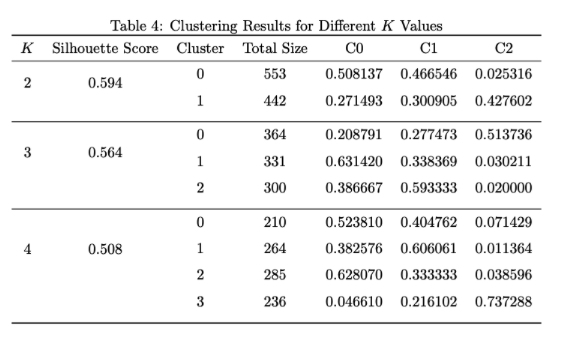 Table 4: Clustering Results for Different K Values
K Silhouette Score Cluster Total Size C0 C1 C2
2 0.594 0 553 0.508137 0.466546 0.025316
1 442 0.271493 0.300905 0.427602
3 0.564 0 364 0.208791 0.277473 0.513736
1 331 0.631420 0.338369 0.030211
2 300 0.386667 0.593333 0.020000
0 210 0.523810 0.404762 0.071429
4 0.508 1 264 0.382576 0.606061 0.011364
2 285 0.628070 0.333333 0.038596
3 236 0.046610 0.216102 0.737288